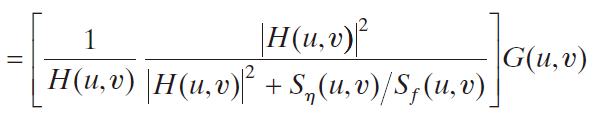 = [ 1/H(u,v) |H(u,v)|²/(|H(u,v)|² + S_η(u,v)/S_f(u,v)) ] G(u,v)